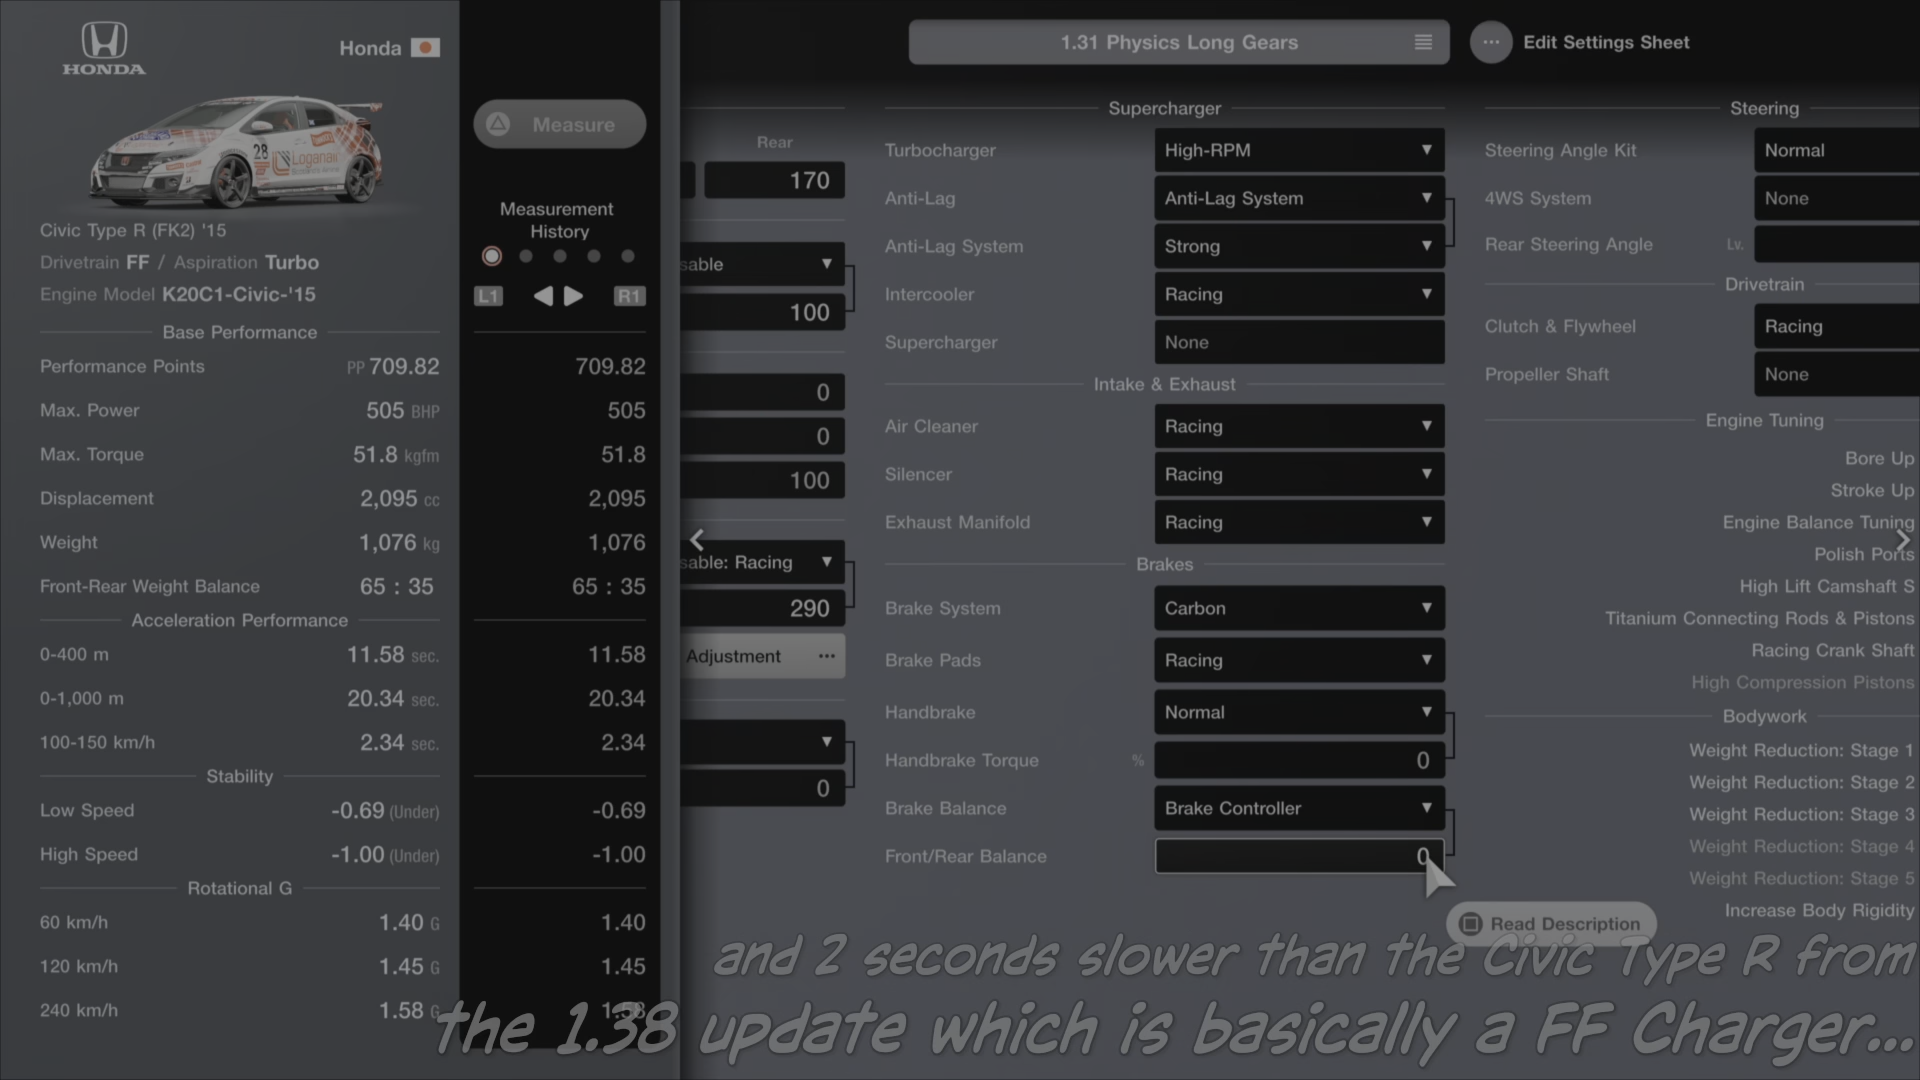 HONDA
Honda
Civic Type R (FK2) '15
Drivetrain FF / Aspiration Turbo
Engine Model K20C1-Civic-'15
Base Performance
Performance Points PP 709.82
Max. Power 505 BHP
Max. Torque 51.8 kgfm
Displacement 2,095 cc
Weight 1,076 kg
Front-Rear Weight Balance 65 : 35
Acceleration Performance
0-400 m 11.58 sec.
0-1,000 m 20.34 sec.
100-150 km/h 2.34 sec.
Stability
Low Speed -0.69 (Under)
High Speed -1.00 (Under)
Rotational G
60 km/h 1.40 G
120 km/h 1.45 G
240 km/h 1.58 G
28
Loganair
Measure
Measurement
History
L1 R1
709.82
505
51.8
2,095
1,076
65 : 35
11.58
20.34
2.34
-0.69
-1.00
1.40
1.45
1.58
1.31 Physics Long Gears
Edit Settings Sheet
Rear
170
sable
100
0
0
100
sable: Racing
290
Adjustment ...
0
Supercharger
Turbocharger High-RPM
Anti-Lag Anti-Lag System
Anti-Lag System Strong
Intercooler Racing
Supercharger None
Intake & Exhaust
Air Cleaner Racing
Silencer Racing
Exhaust Manifold Racing
Brakes
Brake System Carbon
Brake Pads Racing
Handbrake Normal
Handbrake Torque % 0
Brake Balance Brake Controller
Front/Rear Balance 0
Read Description
Steering
Steering Angle Kit Normal
4WS System None
Rear Steering Angle Lv.
Drivetrain
Clutch & Flywheel Racing
Propeller Shaft None
Engine Tuning
Bore Up
Stroke Up
Engine Balance Tuning
Polish Ports
High Lift Camshaft S
Titanium Connecting Rods & Pistons
Racing Crank Shaft
High Compression Pistons
Bodywork
Weight Reduction: Stage 1
Weight Reduction: Stage 2
Weight Reduction: Stage 3
Weight Reduction: Stage 4
Weight Reduction: Stage 5
Increase Body Rigidity
and 2 seconds slower than the Civic Type R from
the 1.38 update which is basically a FF Charger...